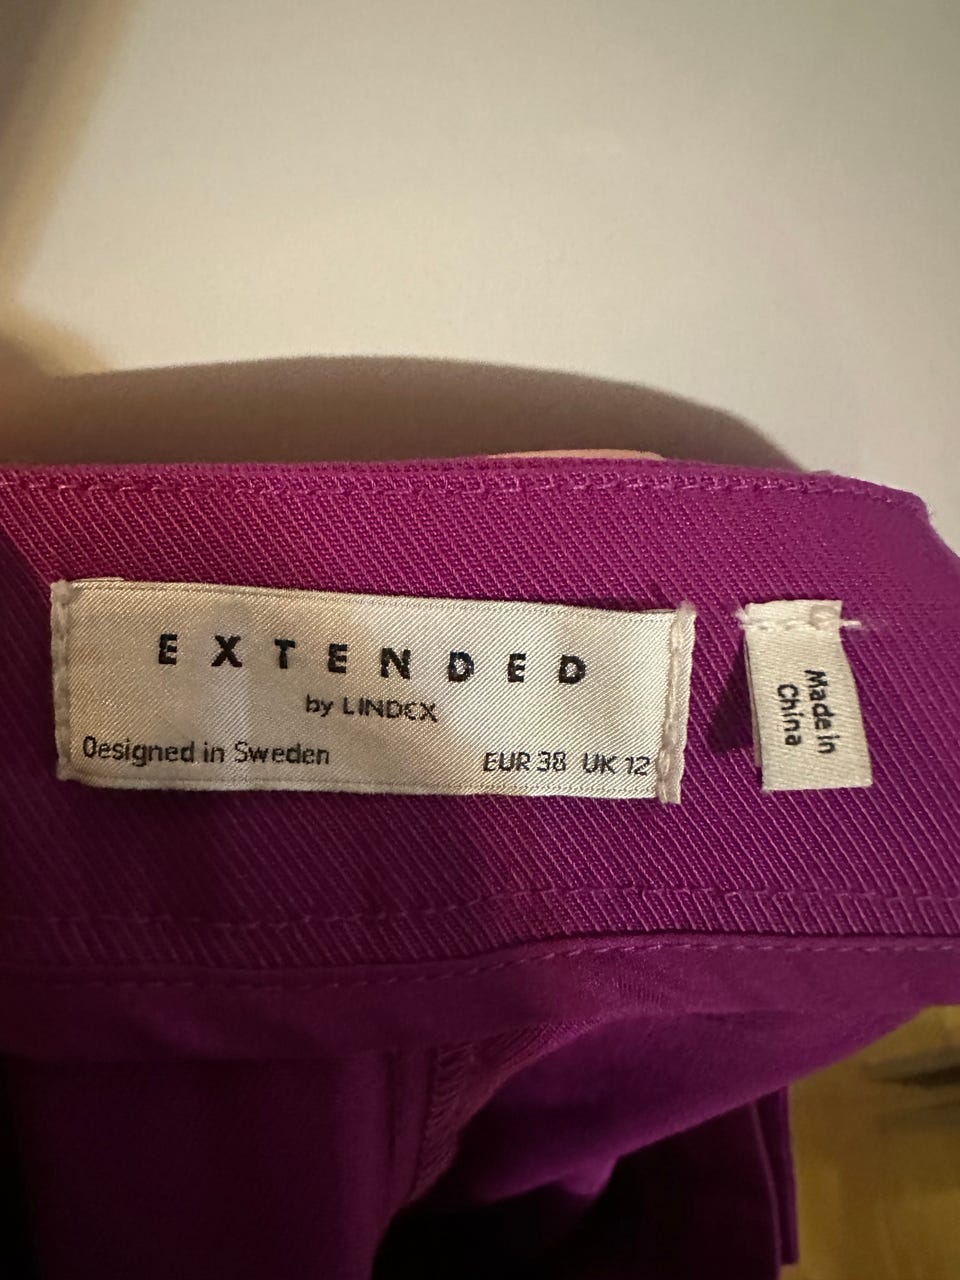 EXTENDED
by LINDEX
Designed in Sweden
EUR 38 UK 12
Made in
China